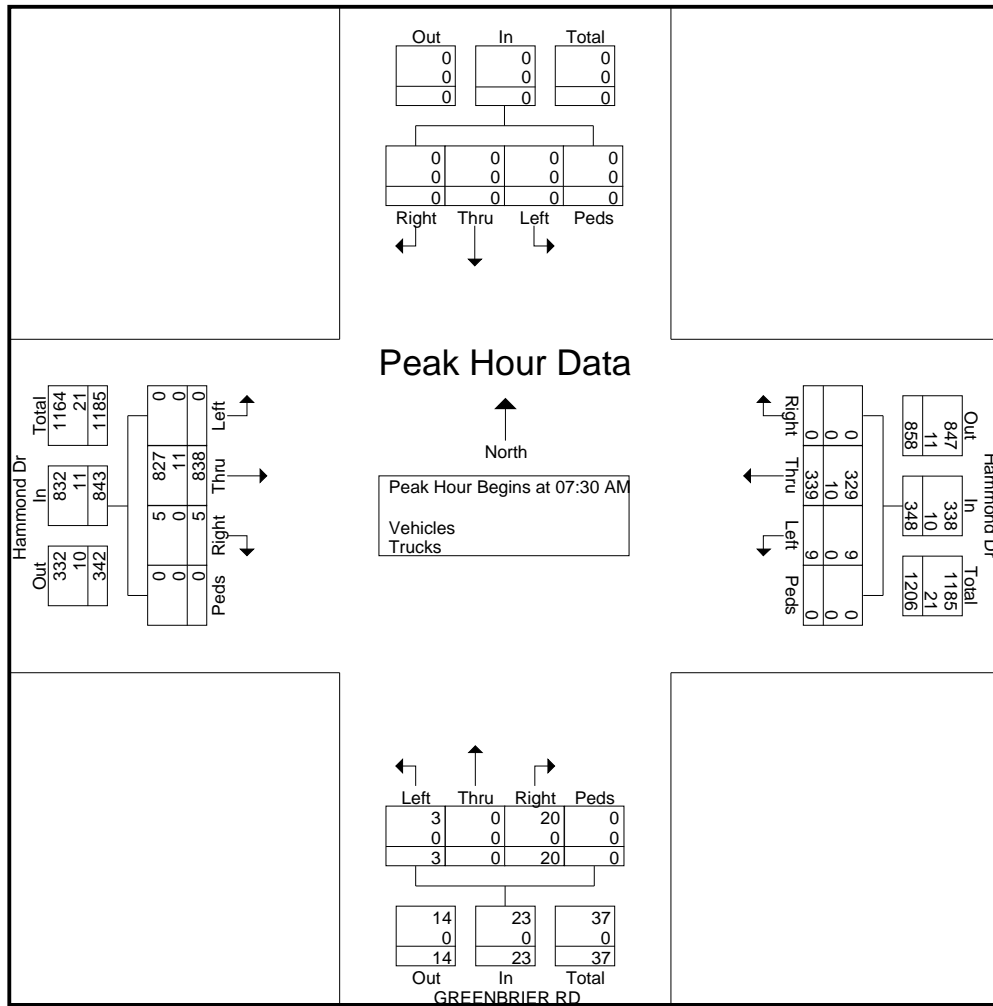 Out In Total
0 0 0
0 0 0
0 0 0
0 0 0 0
0 0 0 0
0 0 0 0
Right Thru Left Peds
Peak Hour Data
North
Peak Hour Begins at 07:30 AM
Vehicles
Trucks
Hammond Dr
Out In Total
332 832 1164
10 11 21
342 843 1185
0 5 827 0
0 0 11 0
0 5 838 0
Peds Right Thru Left
Hammond Dr
Out In Total
847 338 1185
11 10 21
858 348 1206
0 329 9 0
0 10 0 0
0 339 9 0
Right Thru Left Peds
Left Thru Right Peds
3 0 20 0
0 0 0 0
3 0 20 0
14 23 37
0 0 0
14 23 37
Out In Total
GREENBRIER RD